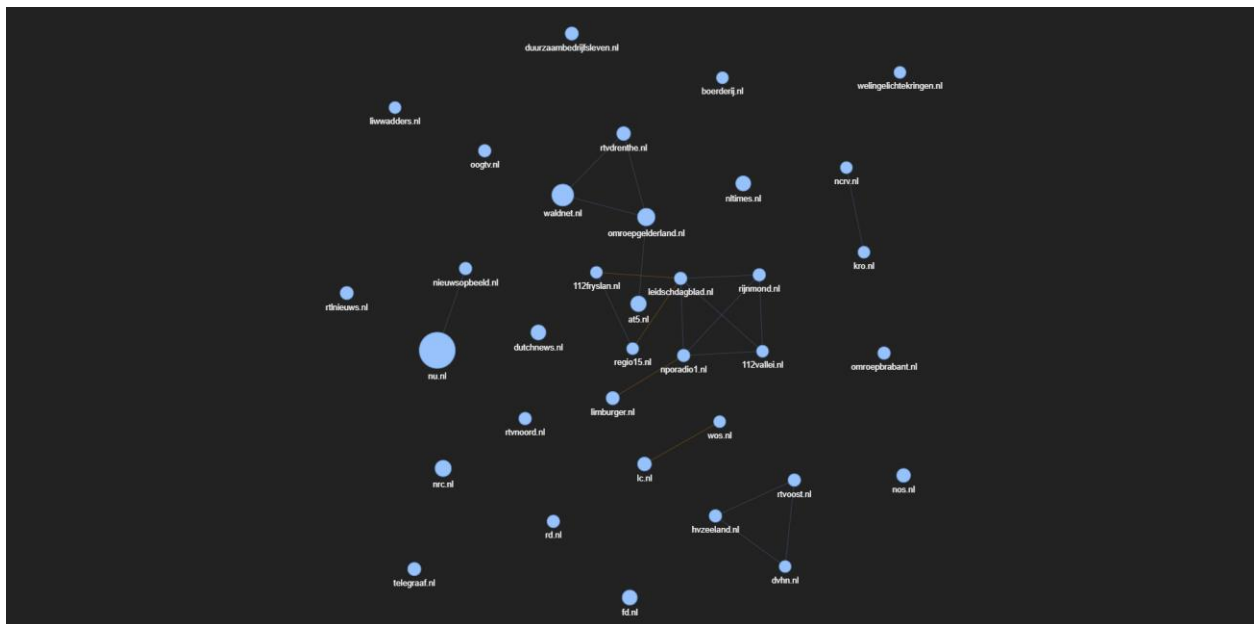 duurzaambedrijfsleven.nl
boerderij.nl
welingelichtekringen.nl
liwwadders.nl
rtvdrenthe.nl
oogtv.nl
ncrv.nl
nltimes.nl
waldnet.nl
omroepgelderland.nl
kro.nl
nieuwsopbeeld.nl
112fryslan.nl
leidschdagblad.nl
rijnmond.nl
rtlnieuws.nl
at5.nl
dutchnews.nl
regio15.nl
nporadio1.nl
112vallei.nl
omroepbrabant.nl
nu.nl
limburger.nl
rtvnoord.nl
wos.nl
nrc.nl
lc.nl
rtvoost.nl
nos.nl
hvzeeland.nl
rd.nl
telegraaf.nl
dvhn.nl
fd.nl